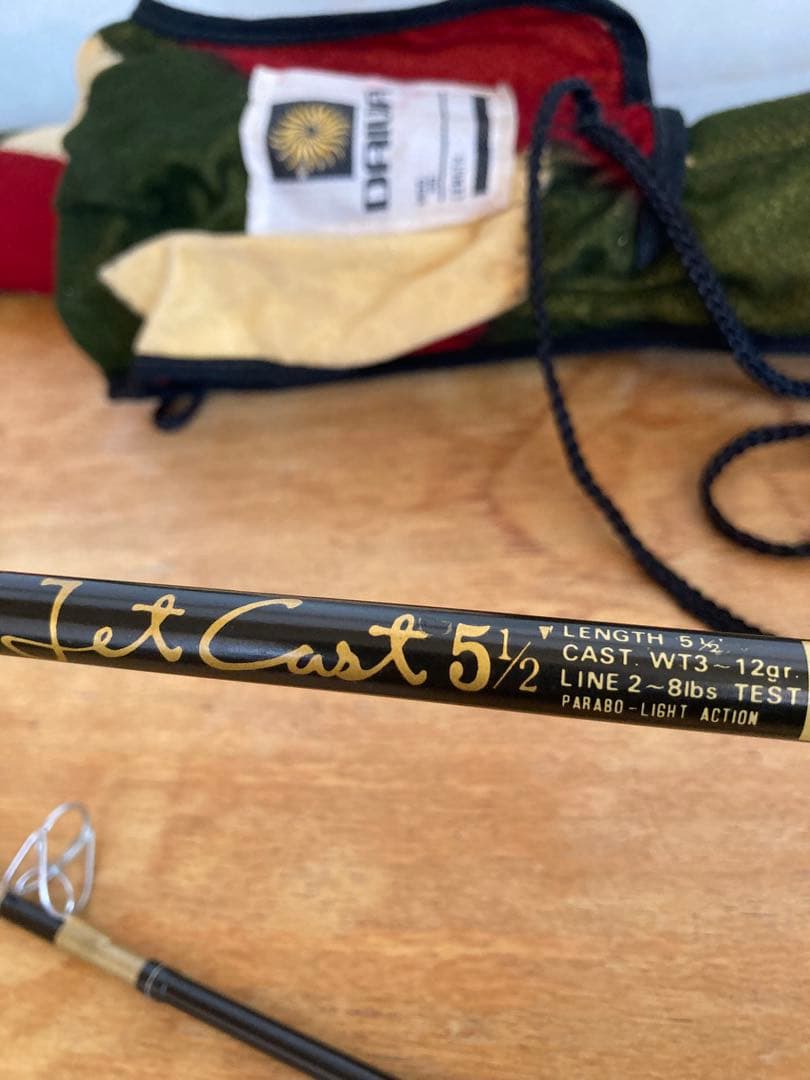 DAIWA
Jet Cast 5½
LENGTH 5½
CAST. WT3~12gr.
LINE 2~8lbs TEST
PARABO-LIGHT ACTION